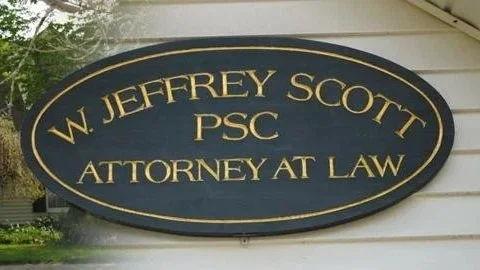 W. JEFFREY SCOTT
PSC
ATTORNEY AT LAW